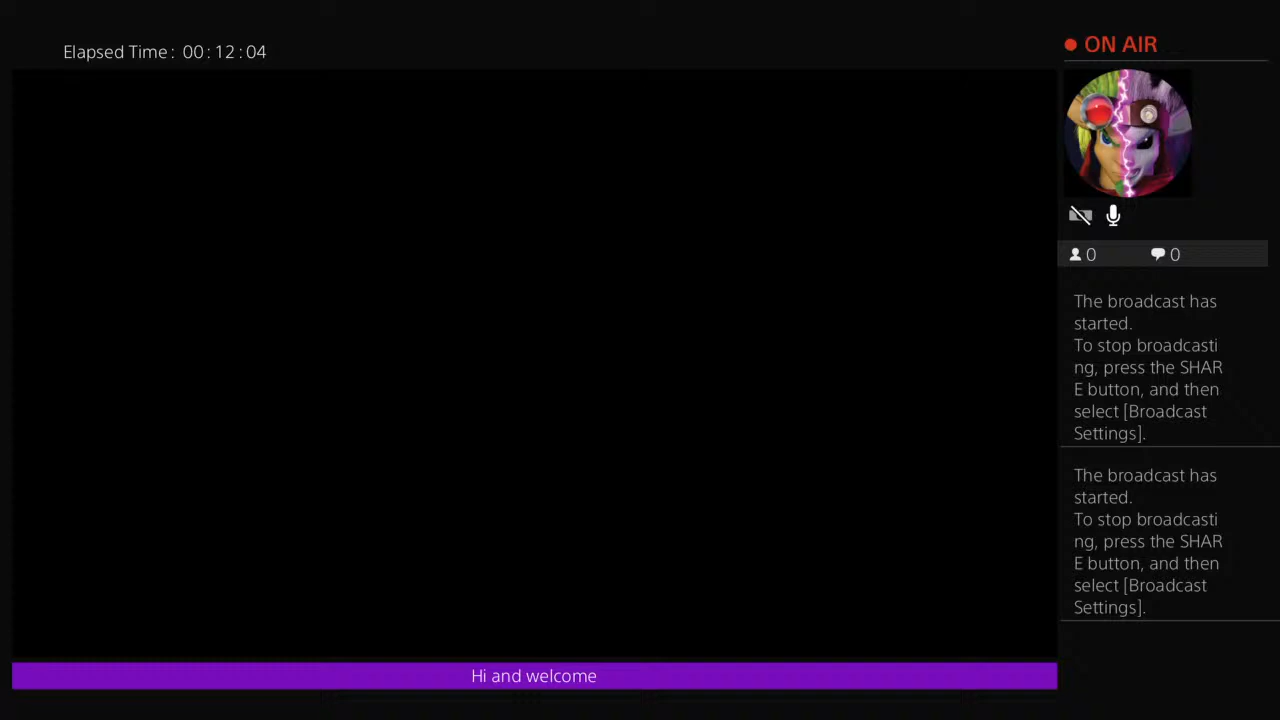 Elapsed Time: 00:12:04
ON AIR
0 0
The broadcast has
started.
To stop broadcasti
ng, press the SHAR
E button, and then
select [Broadcast
Settings].
The broadcast has
started.
To stop broadcasti
ng, press the SHAR
E button, and then
select [Broadcast
Settings].
Hi and welcome